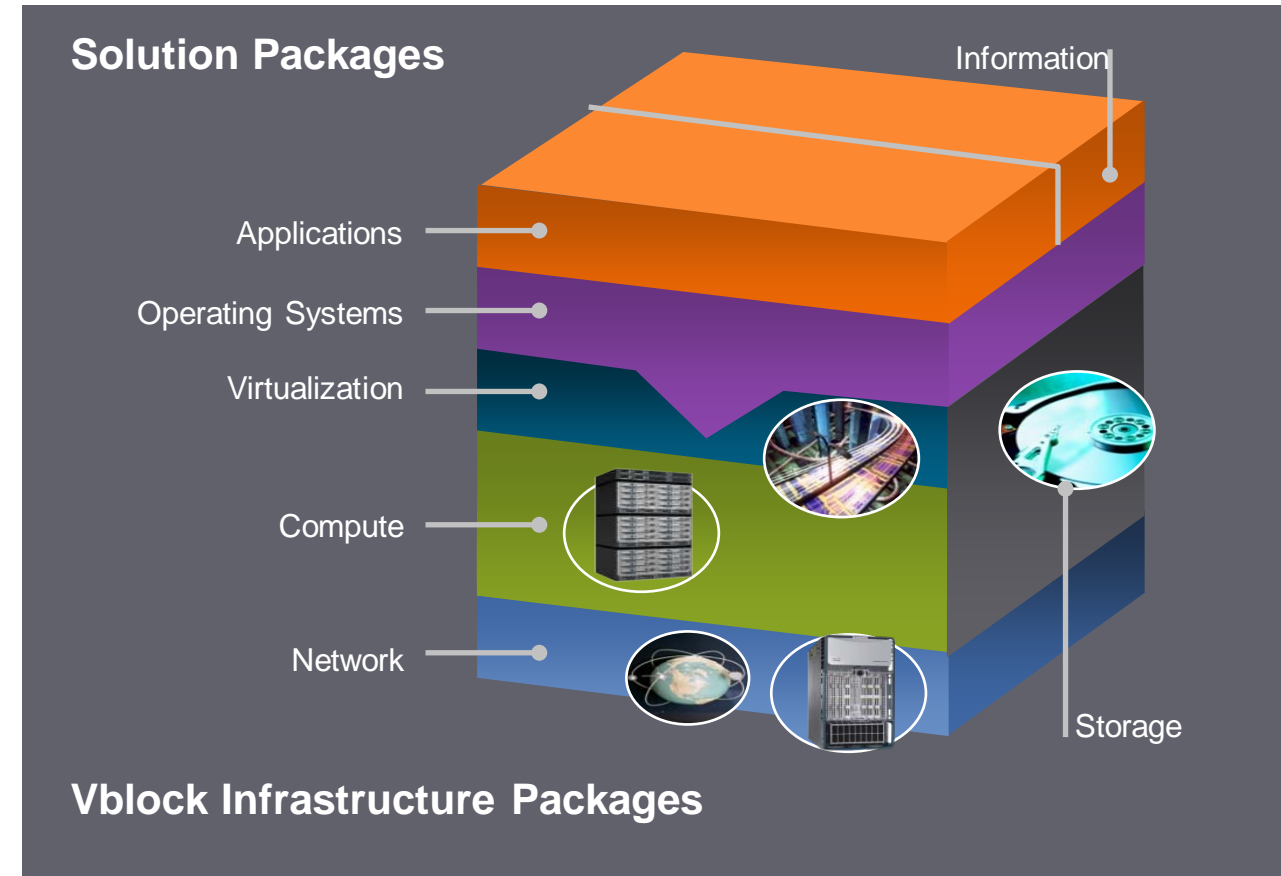 Solution Packages
Information
Applications
Operating Systems
Virtualization
Compute
Network
Storage
Vblock Infrastructure Packages